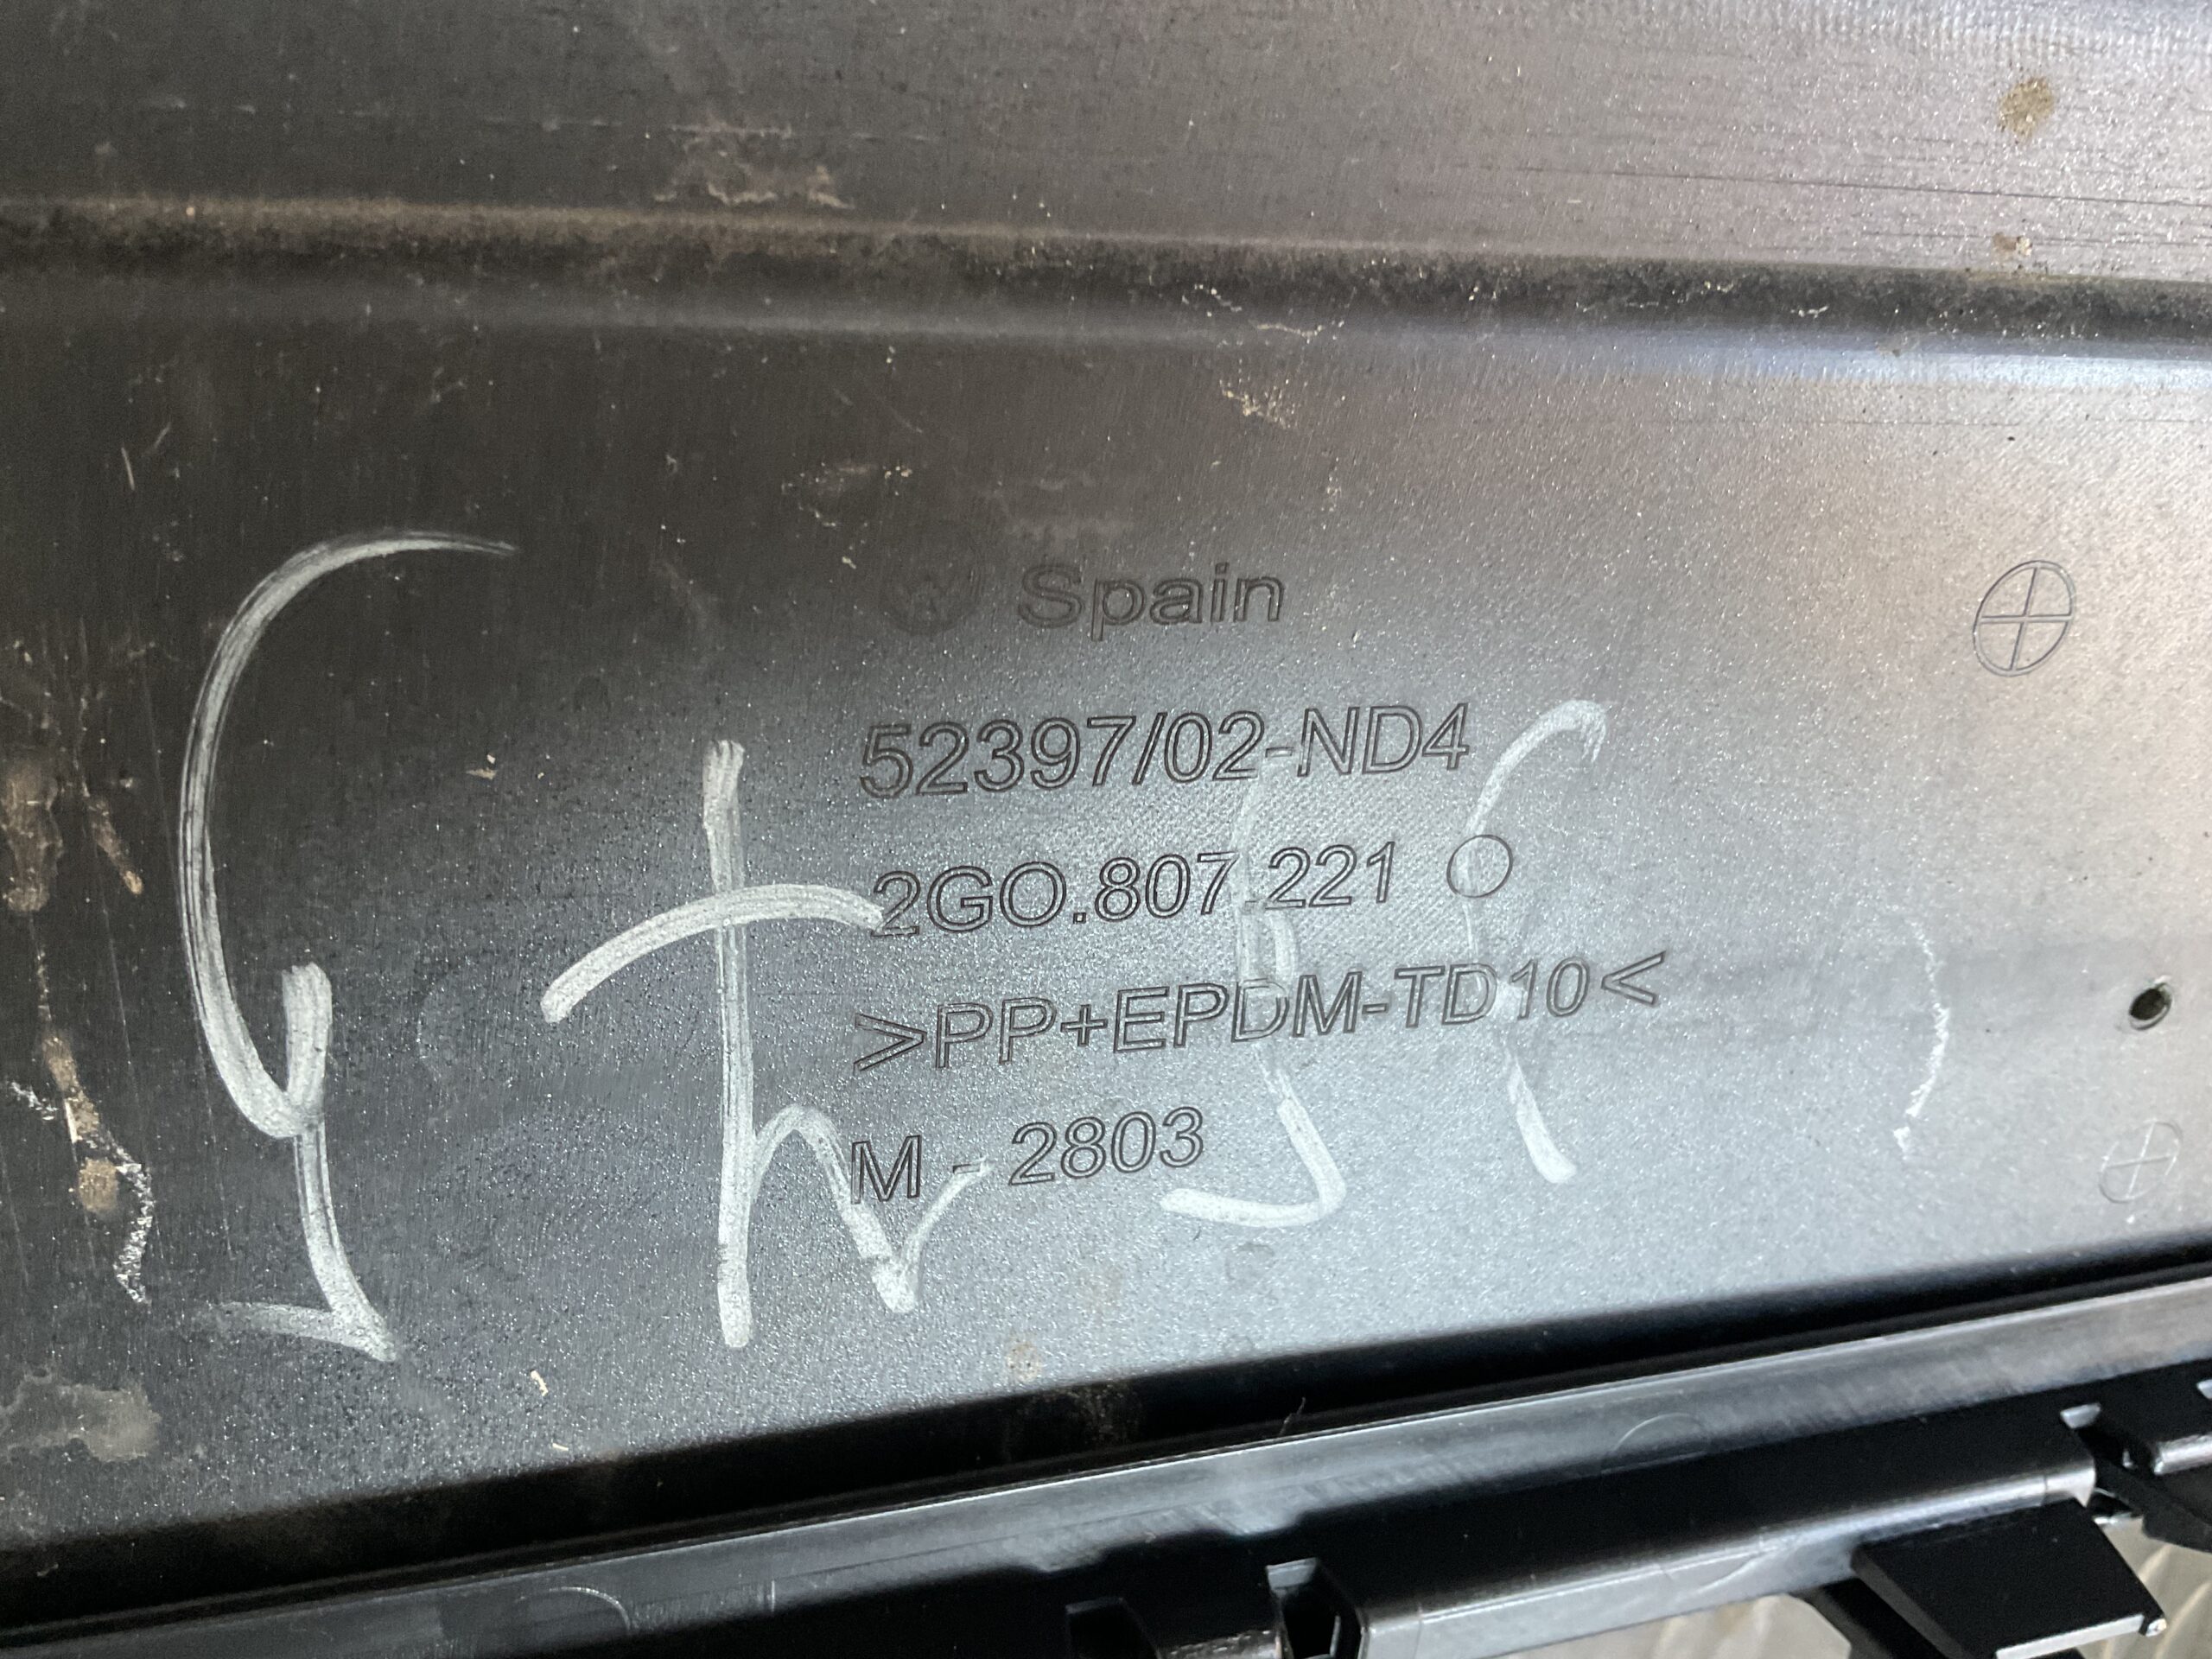 Spain
52397/02-ND4
2GO.807.221
>PP+EPDM-TD10<
M - 2803